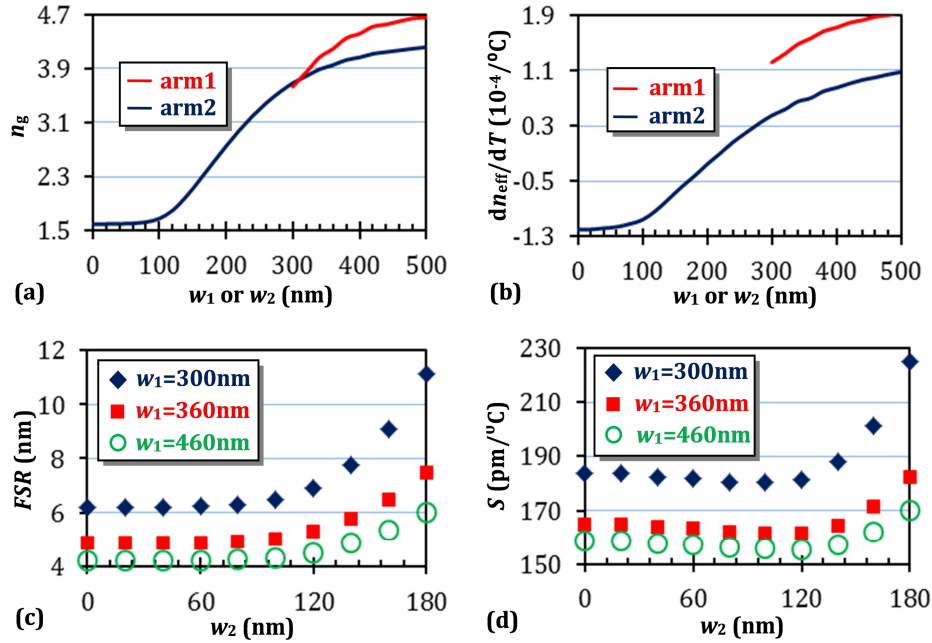 4.7
3.9
3.1
2.3
1.5
ng
arm1
arm2
0 100 200 300 400 500
(a)
w1 or w2 (nm)
1.9
1.1
0.3
-0.5
-1.3
dneff/dT (10-4/ºC)
arm1
arm2
0 100 200 300 400 500
(b)
w1 or w2 (nm)
12
10
8
6
4
FSR (nm)
w1=300nm
w1=360nm
w1=460nm
0 60 120 180
(c)
w2 (nm)
230
210
190
170
150
S (pm/ºC)
w1=300nm
w1=360nm
w1=460nm
0 60 120 180
(d)
w2 (nm)